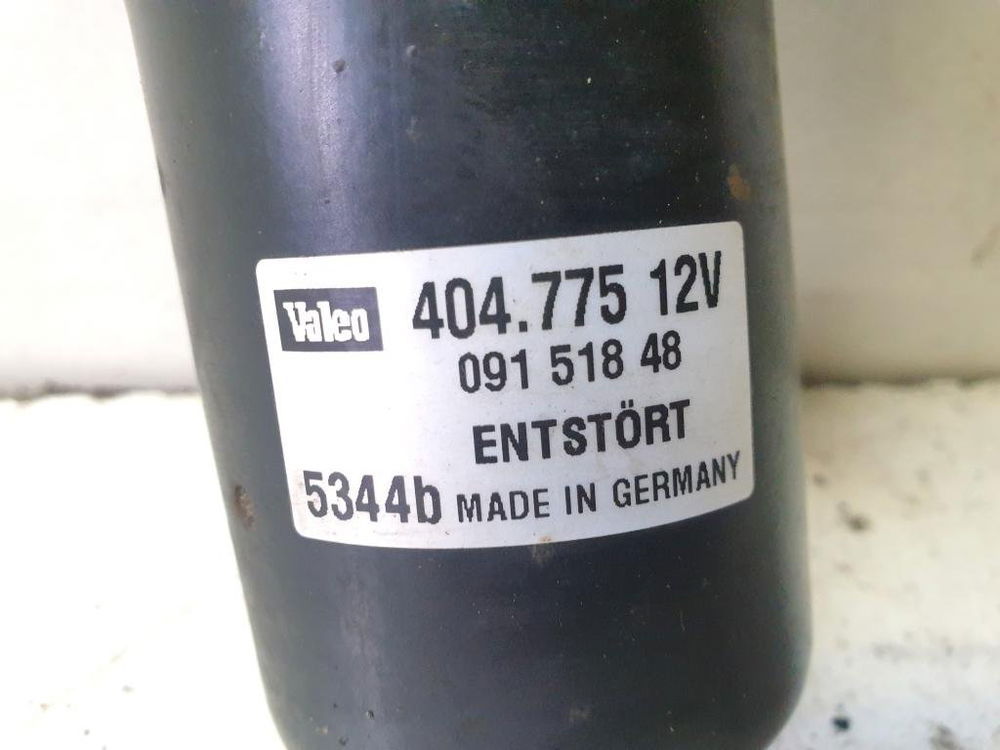 Valeo 404.775 12V
091 518 48
ENTSTÖRT
5344b MADE IN GERMANY